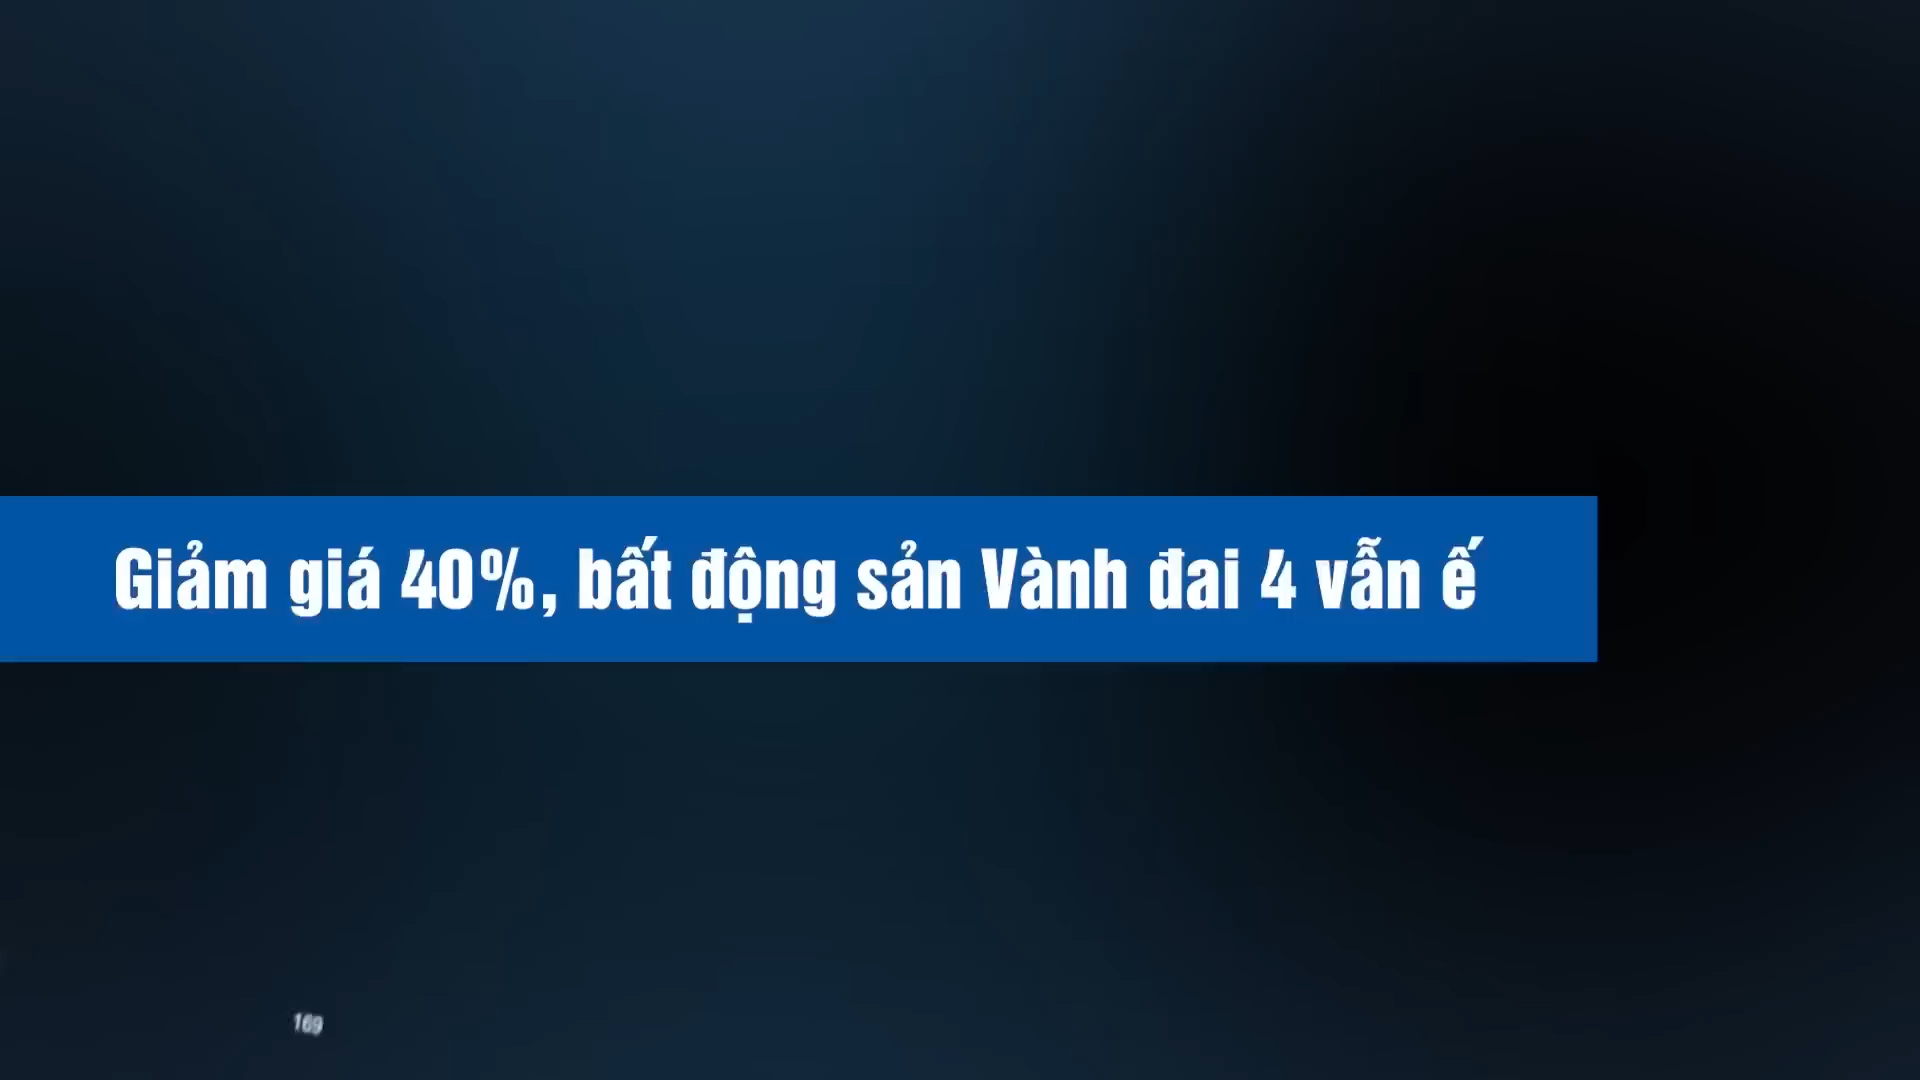 Giảm giá 40%, bất động sản Vành đai 4 vẫn ế
169